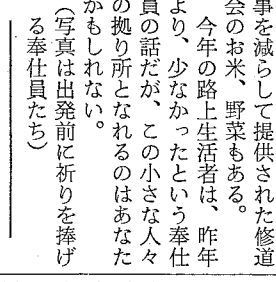 事を減らして提供された修道
会のお米、野菜もある。
　今年の路上生活者は、昨年
より、少なかったという奉仕
員の話だが、この小さな人々
の拠り所となれるのはあなた
かもしれない。
(写真は出発前に祈りを捧げ
る奉仕員たち)